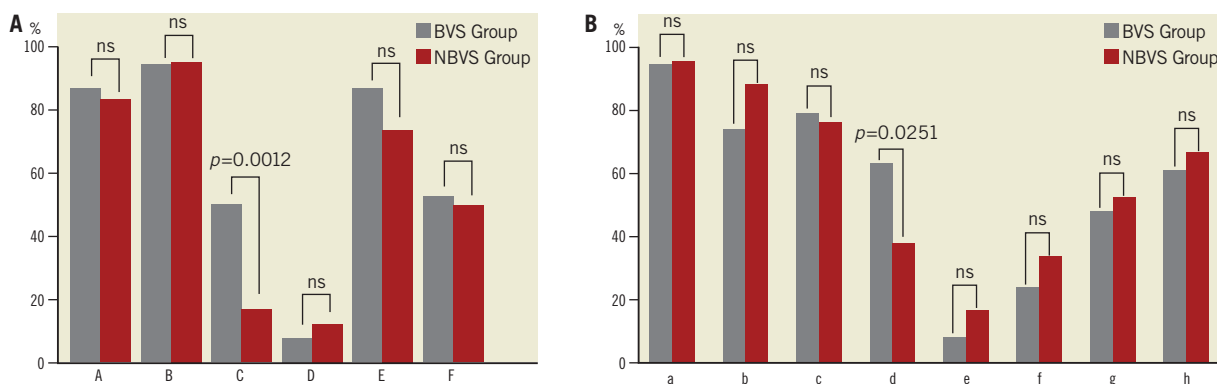 A
%
100
80
60
40
20
0
ns
ns
p=0.0012
ns
ns
ns
BVS Group
NBVS Group
A B C D E F
B
%
100
80
60
40
20
0
ns
ns
ns
p=0.0251
ns
ns
ns
ns
BVS Group
NBVS Group
a b c d e f g h